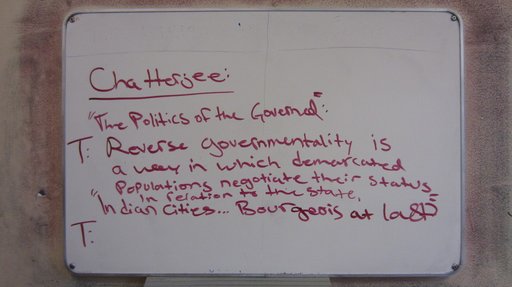 Chatterjee:
"The Politics of the Governed":
T: Reverse governmentality is
a way in which demarcated
populations negotiate their status
in relation to the state.
"Indian Cities... Bourgeois at last"
T: